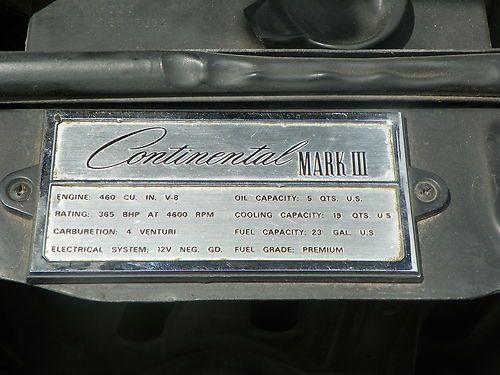 Continental MARK III
ENGINE: 460 CU. IN. V-8
RATING: 365 BHP AT 4600 RPM
CARBURETION: 4 VENTURI
ELECTRICAL SYSTEM: 12V NEG. GD.
OIL CAPACITY: 5 QTS. U.S.
COOLING CAPACITY: 19 QTS. U.S
FUEL CAPACITY: 23 GAL. U.S
FUEL GRADE: PREMIUM